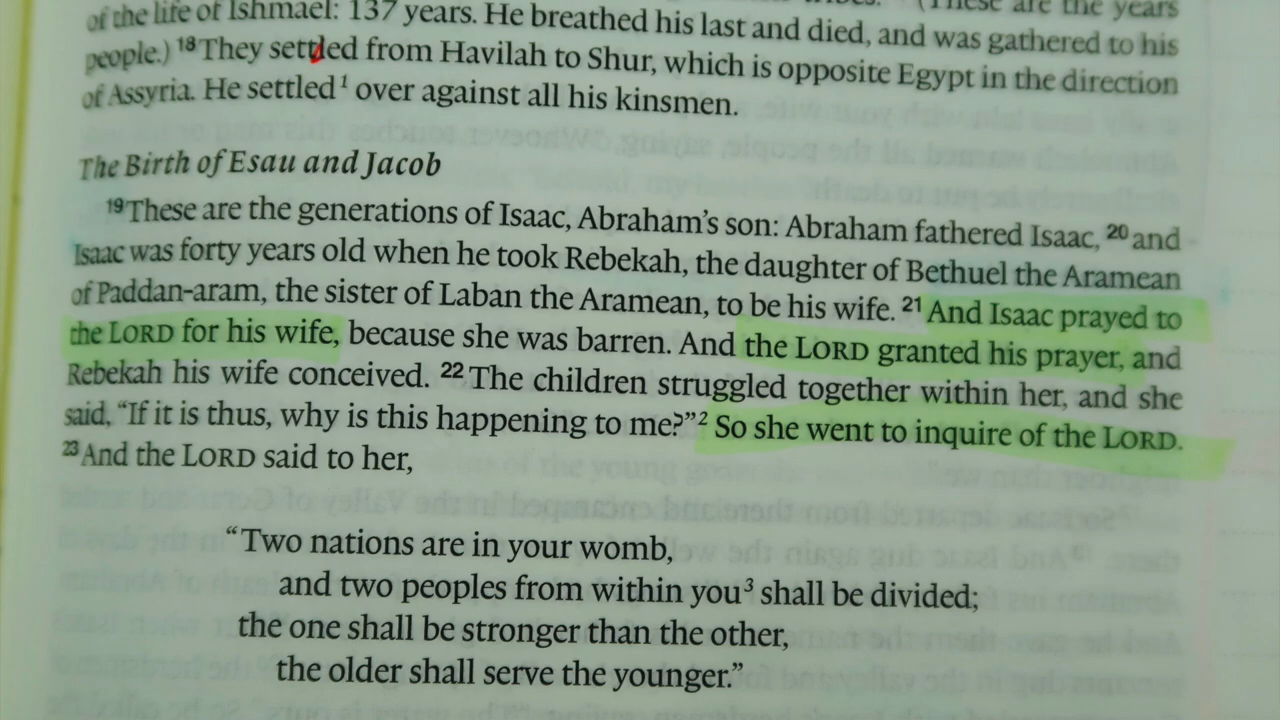 of the life of Ishmael: 137 years. He breathed his last and died, and was gathered to his
people.) 18 They settled from Havilah to Shur, which is opposite Egypt in the direction
of Assyria. He settled1 over against all his kinsmen.
The Birth of Esau and Jacob
19 These are the generations of Isaac, Abraham's son: Abraham fathered Isaac, 20 and
Isaac was forty years old when he took Rebekah, the daughter of Bethuel the Aramean
of Paddan-aram, the sister of Laban the Aramean, to be his wife. 21 And Isaac prayed to
the LORD for his wife, because she was barren. And the LORD granted his prayer, and
Rebekah his wife conceived. 22 The children struggled together within her, and she
said, “If it is thus, why is this happening to me?”2 So she went to inquire of the LORD.
23 And the LORD said to her,
“Two nations are in your womb,
and two peoples from within you3 shall be divided;
the one shall be stronger than the other,
the older shall serve the younger.”